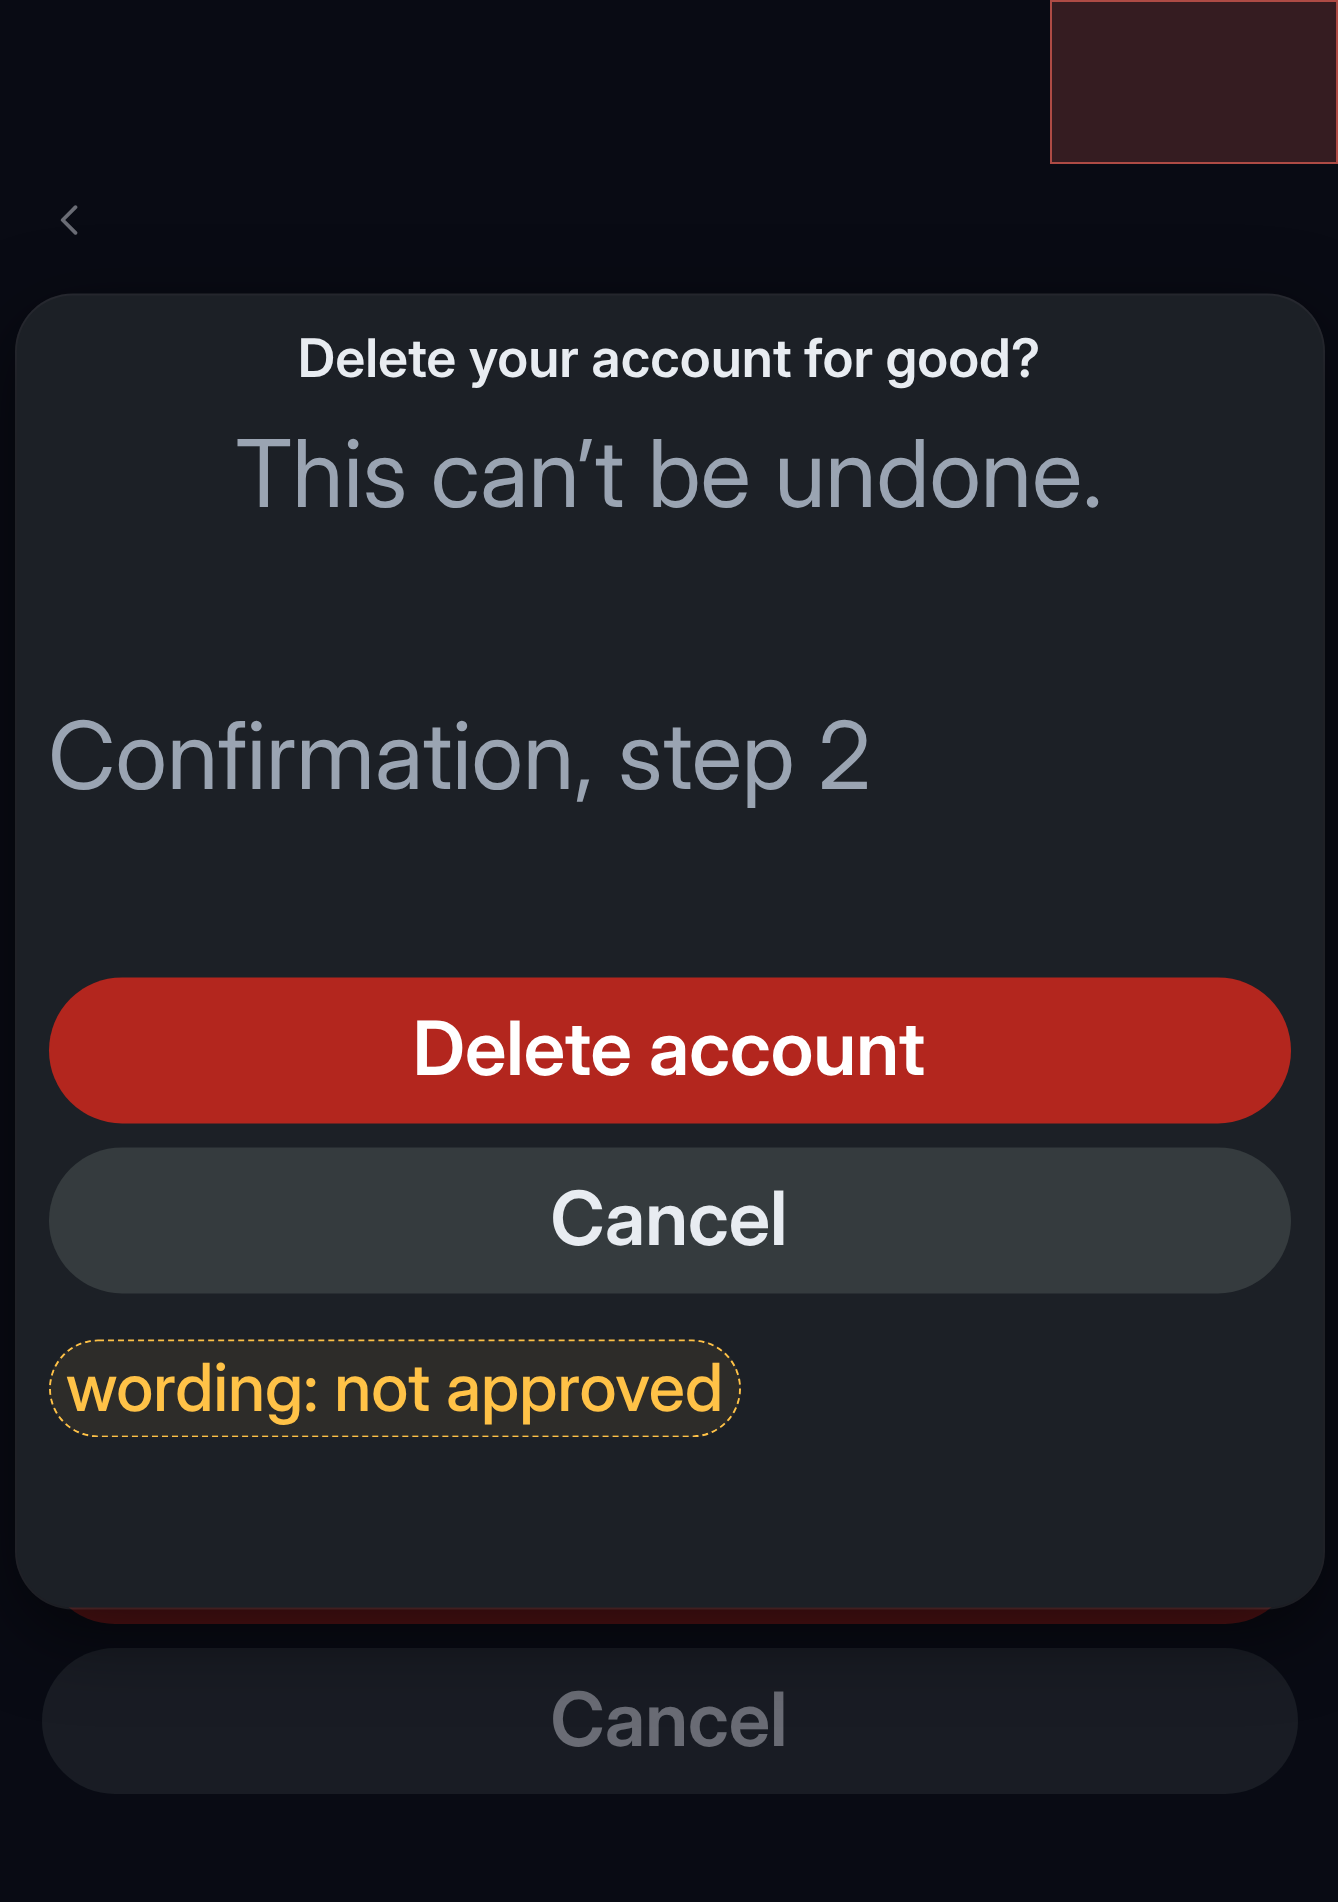 Delete your account for good?
This can’t be undone.
Confirmation, step 2
Delete account
Cancel
wording: not approved
Cancel